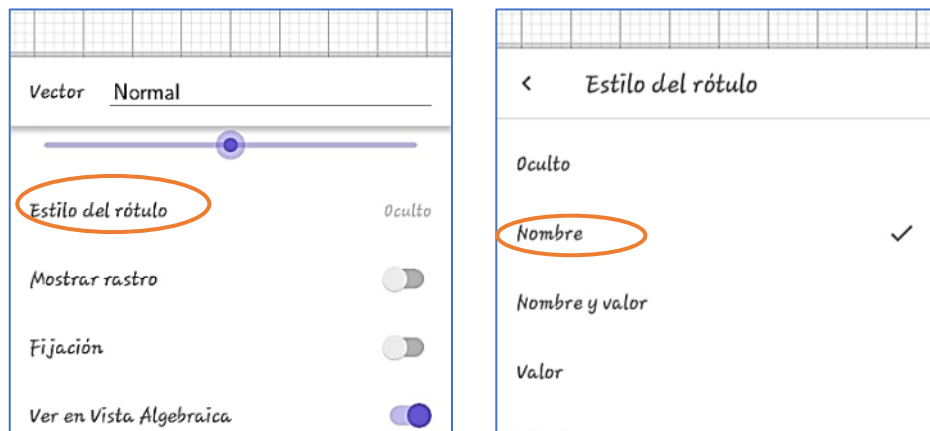 Vector Normal
Estilo del rótulo Oculto
Mostrar rastro
Fijación
Ver en Vista Algebraica
Estilo del rótulo
Oculto
Nombre
Nombre y valor
Valor